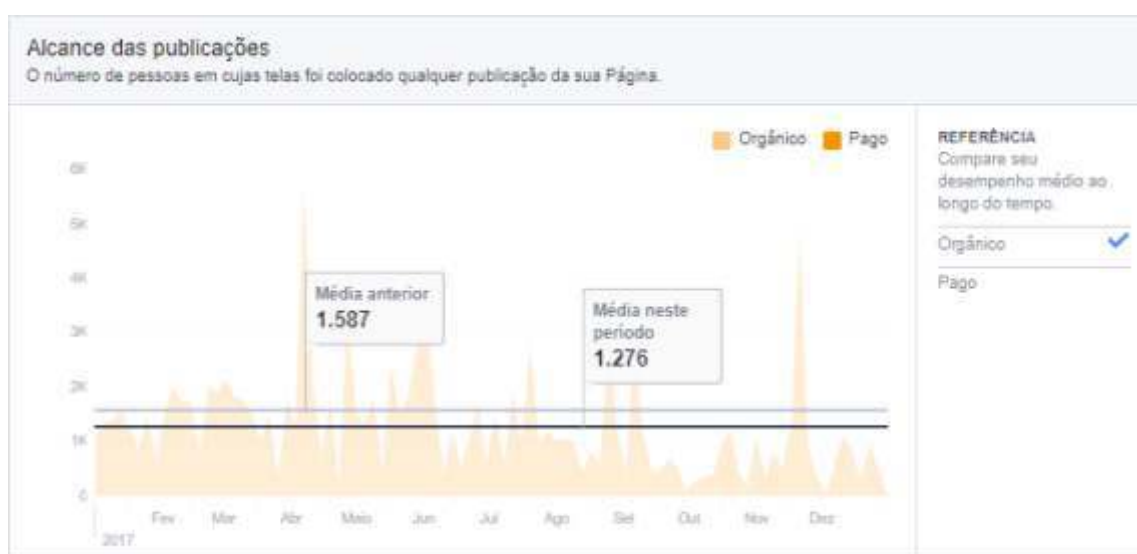 Alcance das publicações
O número de pessoas em cujas telas foi colocado qualquer publicação da sua Página.
Orgânico Pago
REFERÊNCIA
Compare seu
desempenho médio ao
longo do tempo.
Orgânico
Pago
6K
5K
4K
3K
2K
1K
0
Média anterior
1.587
Média neste
período
1.276
Fev Mar Abr Maio Jun Jul Ago Set Out Nov Dez
2017